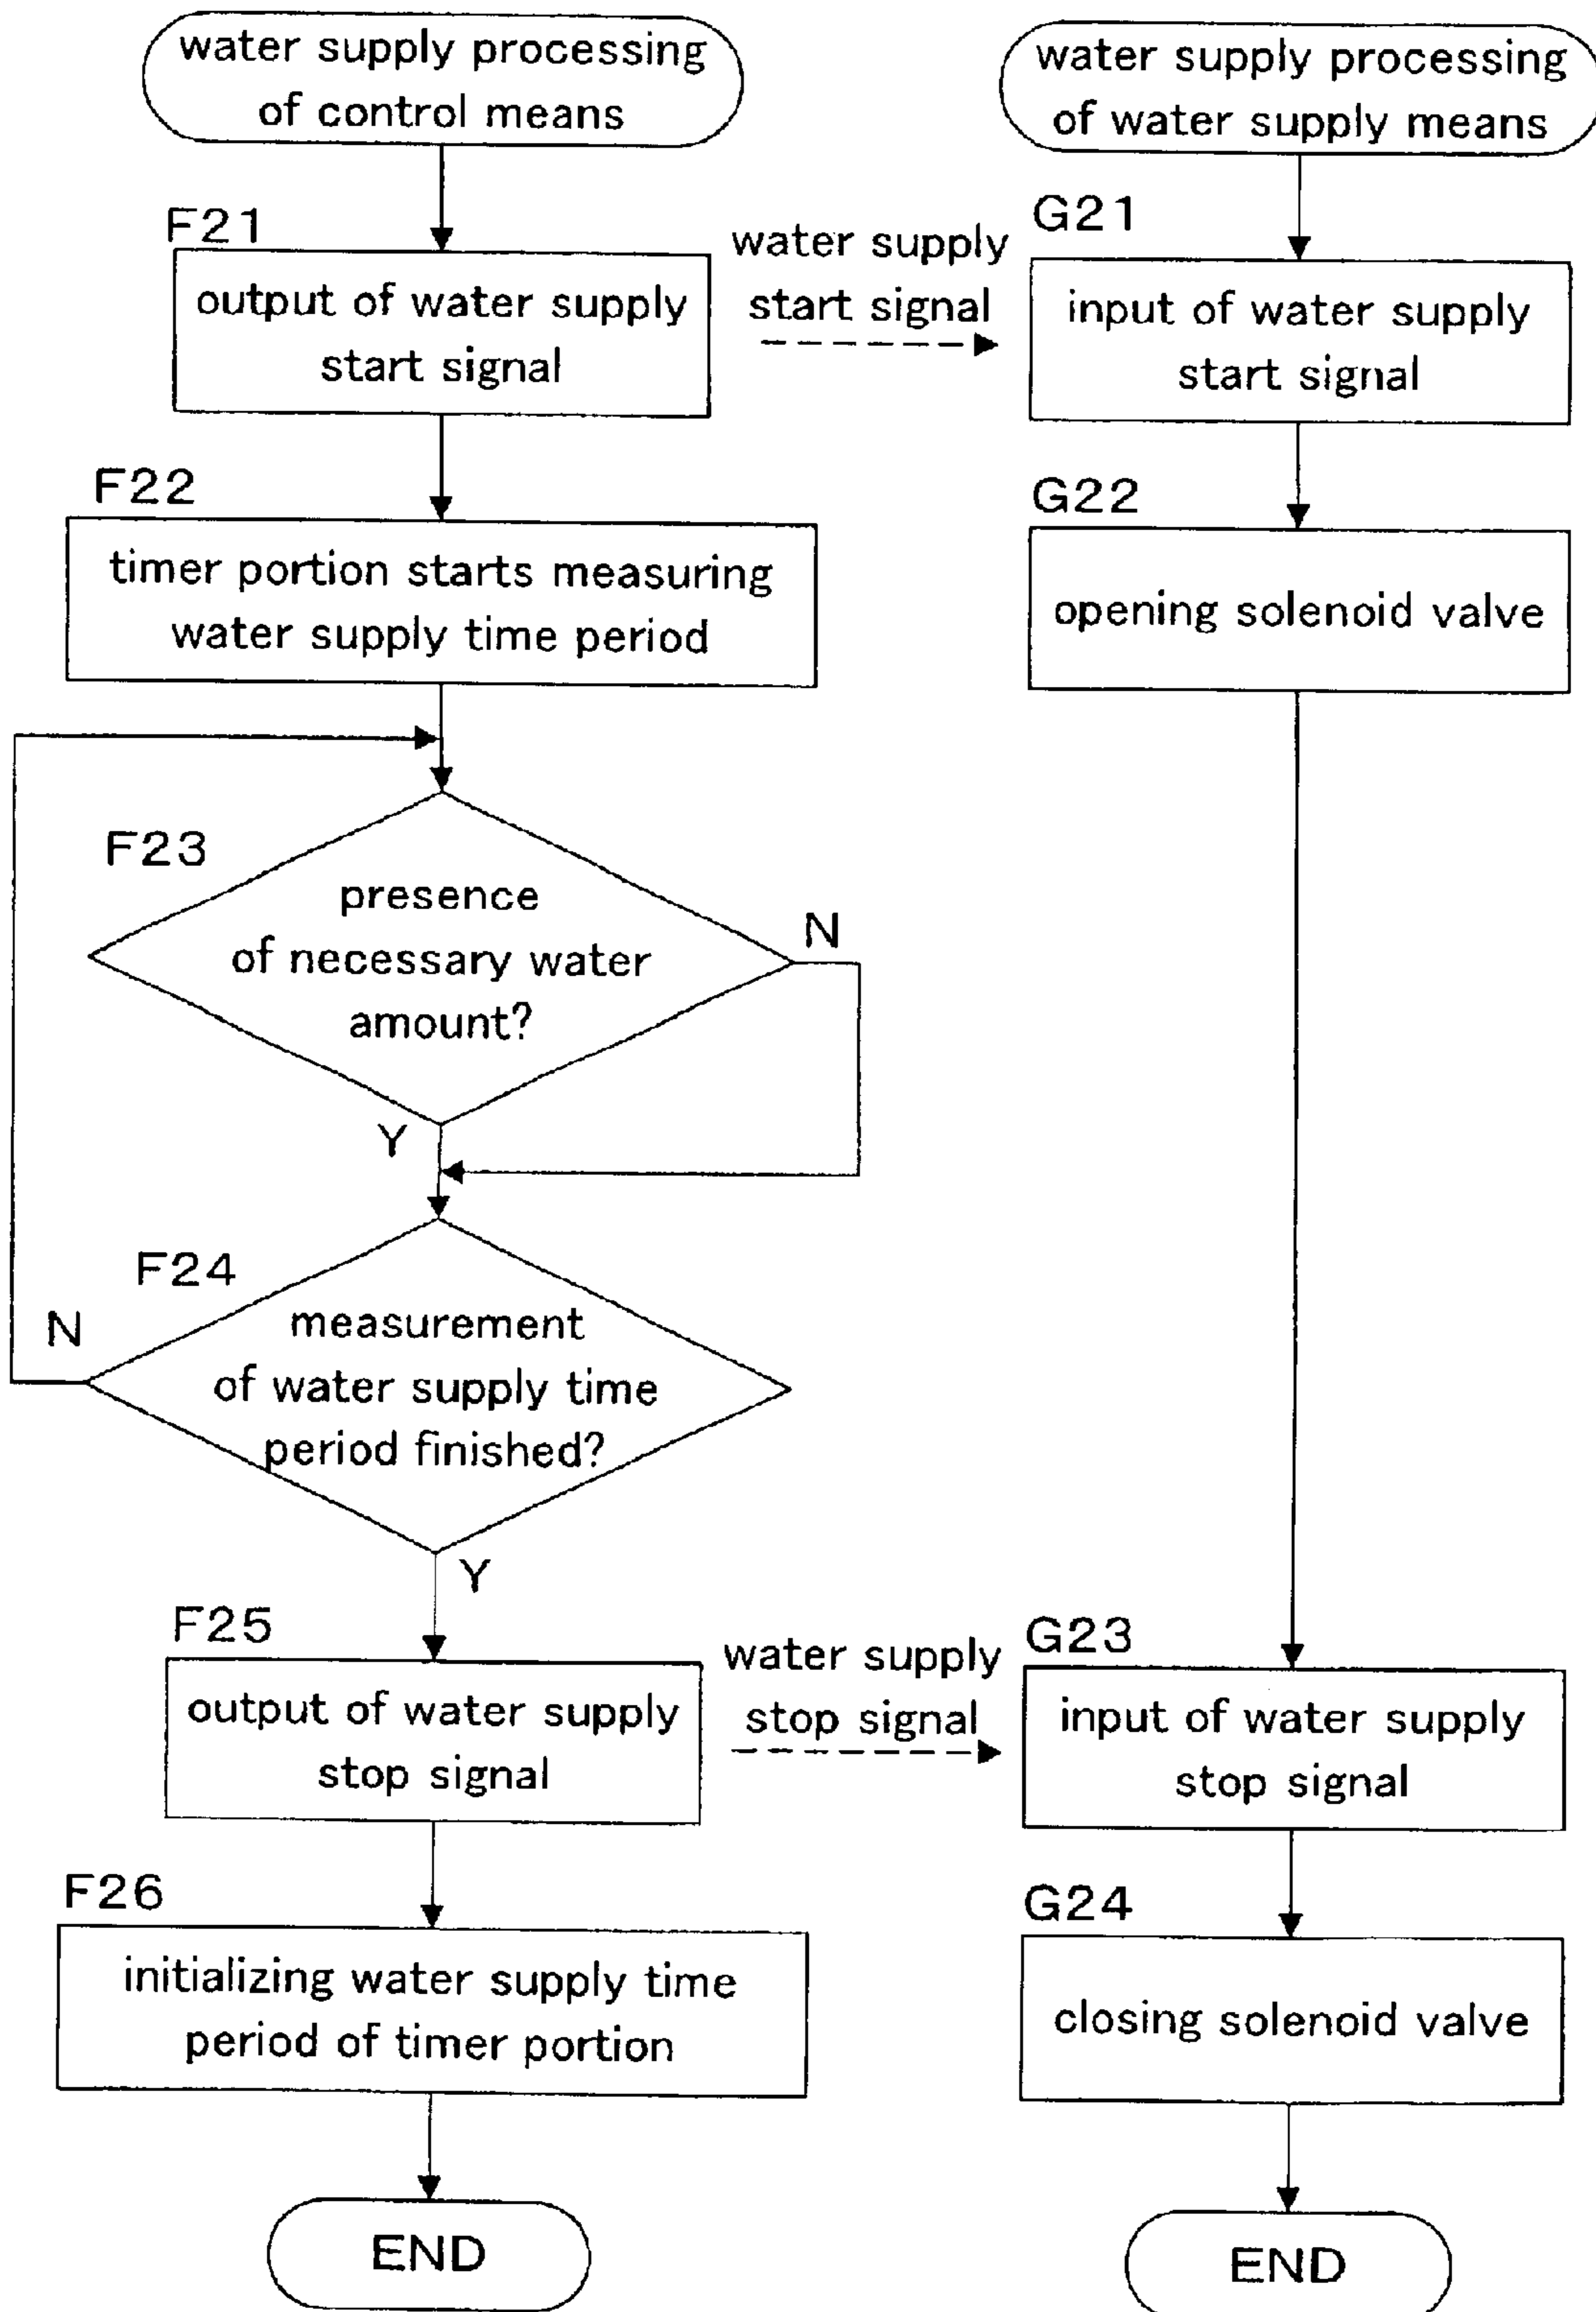 water supply processing
of control means
F21
output of water supply
start signal
F22
timer portion starts measuring
water supply time period
F23
presence
of necessary water
amount?
N
Y
F24
measurement
of water supply time
period finished?
N
Y
F25
output of water supply
stop signal
F26
initializing water supply time
period of timer portion
END
water supply
start signal
water supply
stop signal
water supply processing
of water supply means
G21
input of water supply
start signal
G22
opening solenoid valve
G23
input of water supply
stop signal
G24
closing solenoid valve
END